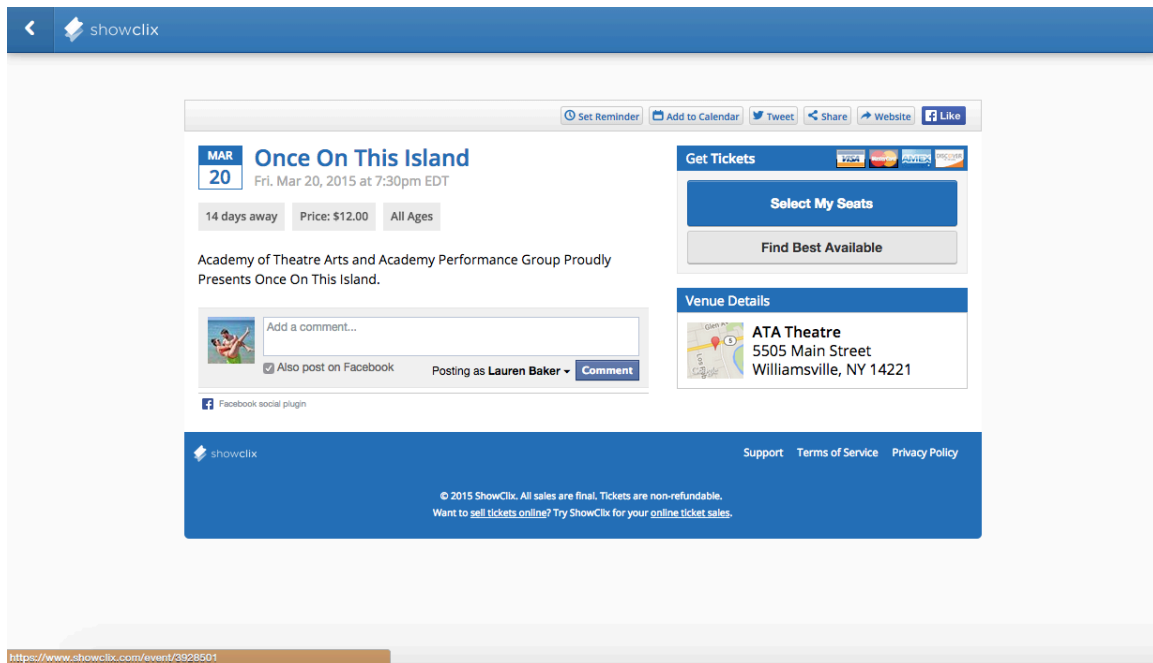 showclix
Set Reminder Add to Calendar Tweet Share Website Like
MAR
20
Once On This Island
Fri. Mar 20, 2015 at 7:30pm EDT
14 days away Price: $12.00 All Ages
Academy of Theatre Arts and Academy Performance Group Proudly
Presents Once On This Island.
Add a comment...
Also post on Facebook
Posting as Lauren Baker Comment
Facebook social plugin
Get Tickets VISA MasterCard AMEX DISCOVER
Select My Seats
Find Best Available
Venue Details
5
ATA Theatre
5505 Main Street
Williamsville, NY 14221
showclix
Support Terms of Service Privacy Policy
© 2015 ShowClix. All sales are final. Tickets are non-refundable.
Want to sell tickets online? Try ShowClix for your online ticket sales.
https://www.showclix.com/event/3928501